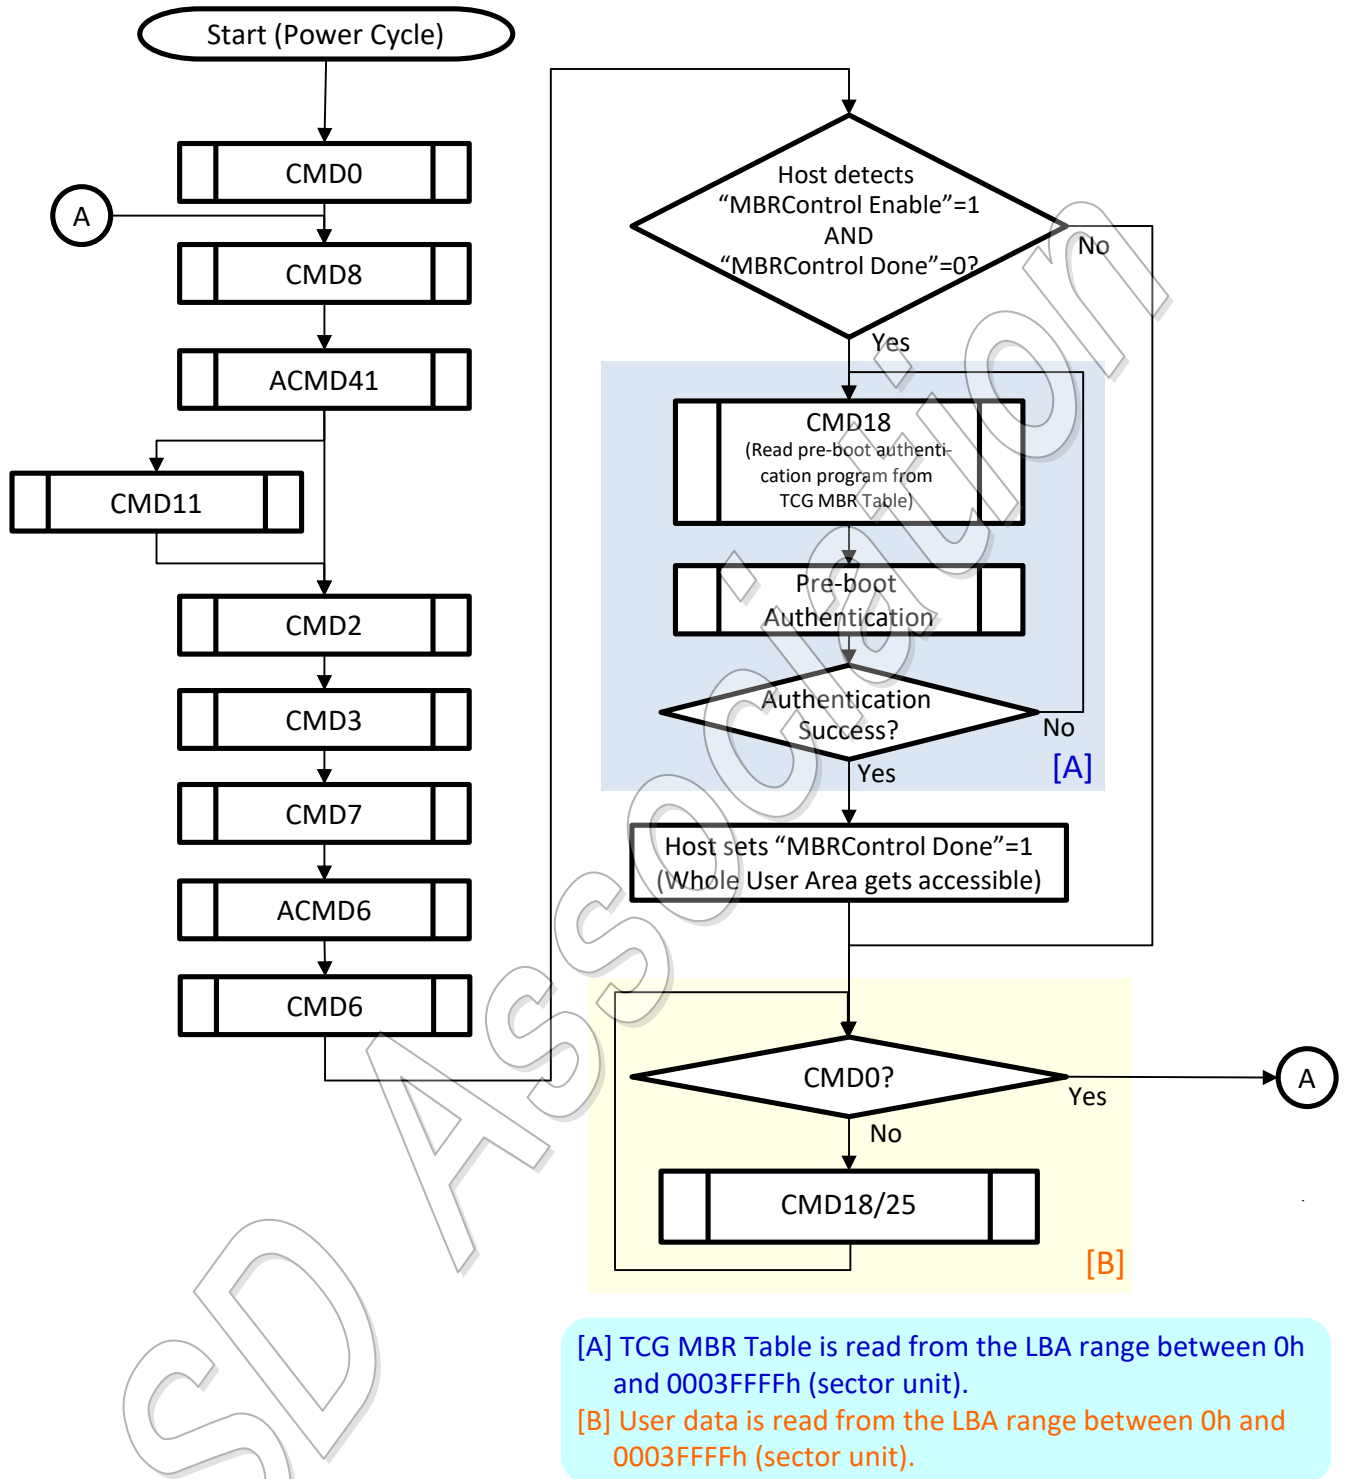 Start (Power Cycle)
CMD0
A
CMD8
ACMD41
CMD11
CMD2
CMD3
CMD7
ACMD6
CMD6
Host detects
“MBRControl Enable”=1
AND
“MBRControl Done”=0?
No
Yes
CMD18
(Read pre-boot authenti-
cation program from
TCG MBR Table)
Pre-boot
Authentication
Authentication
Success?
No
Yes
[A]
Host sets “MBRControl Done”=1
(Whole User Area gets accessible)
CMD0?
Yes
A
No
CMD18/25
[B]
[A] TCG MBR Table is read from the LBA range between 0h
and 0003FFFFh (sector unit).
[B] User data is read from the LBA range between 0h and
0003FFFFh (sector unit).
SD Association